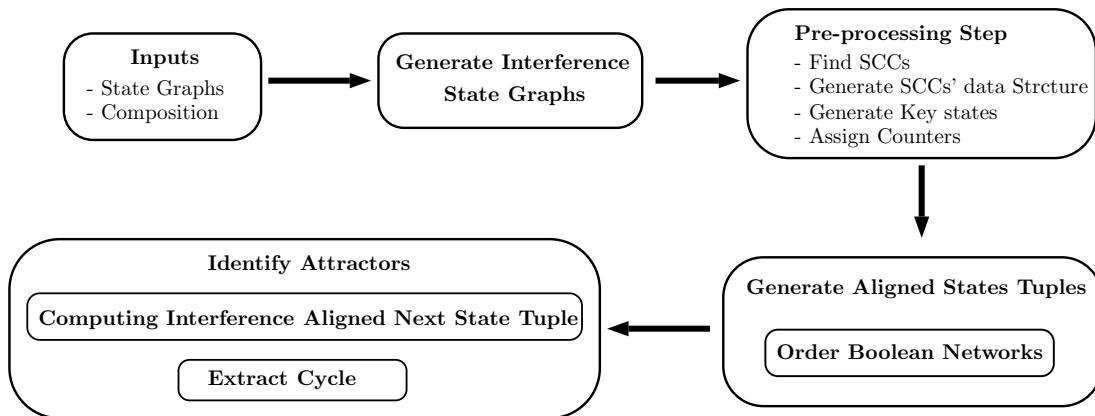 Inputs
- State Graphs
- Composition
Generate Interference
State Graphs
Pre-processing Step
- Find SCCs
- Generate SCCs' data Strcture
- Generate Key states
- Assign Counters
Generate Aligned States Tuples
Order Boolean Networks
Identify Attractors
Computing Interference Aligned Next State Tuple
Extract Cycle